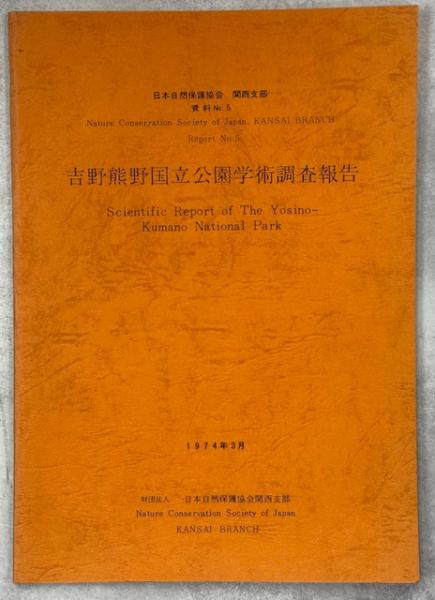 日本自然保護協会 関西支部
資料№5
Nature Conserration Society of Japan, KANSAI BRANCH
Report No.5
吉野熊野国立公園学術調査報告
Scientific Report of The Yosino-
Kumano National Park
1974年3月
財団法人 日本自然保護協会関西支部
Nature Conservation Society of Japan
KANSAI BRANCH